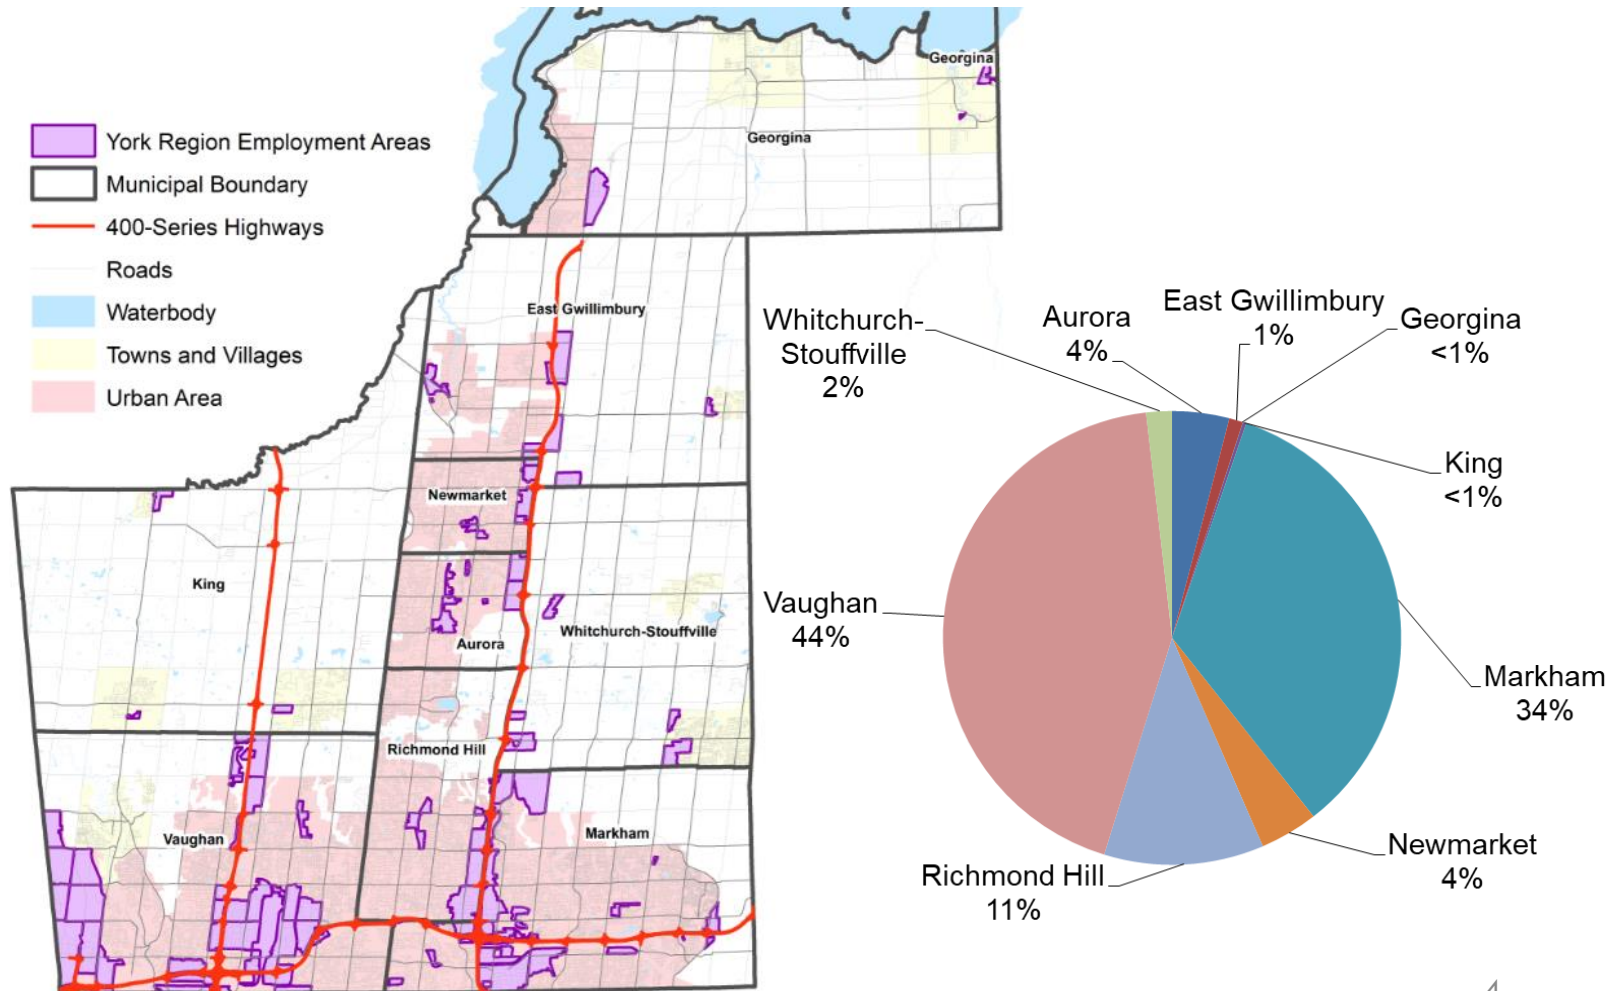 York Region Employment Areas
Municipal Boundary
400-Series Highways
Roads
Waterbody
Towns and Villages
Urban Area
Georgina
Georgina
East Gwillimbury
Newmarket
King
Aurora
Whitchurch-Stouffville
Richmond Hill
Vaughan
Markham
Whitchurch-
Stouffville
2%
Aurora
4%
East Gwillimbury
1%
Georgina
<1%
King
<1%
Vaughan
44%
Markham
34%
Newmarket
4%
Richmond Hill
11%